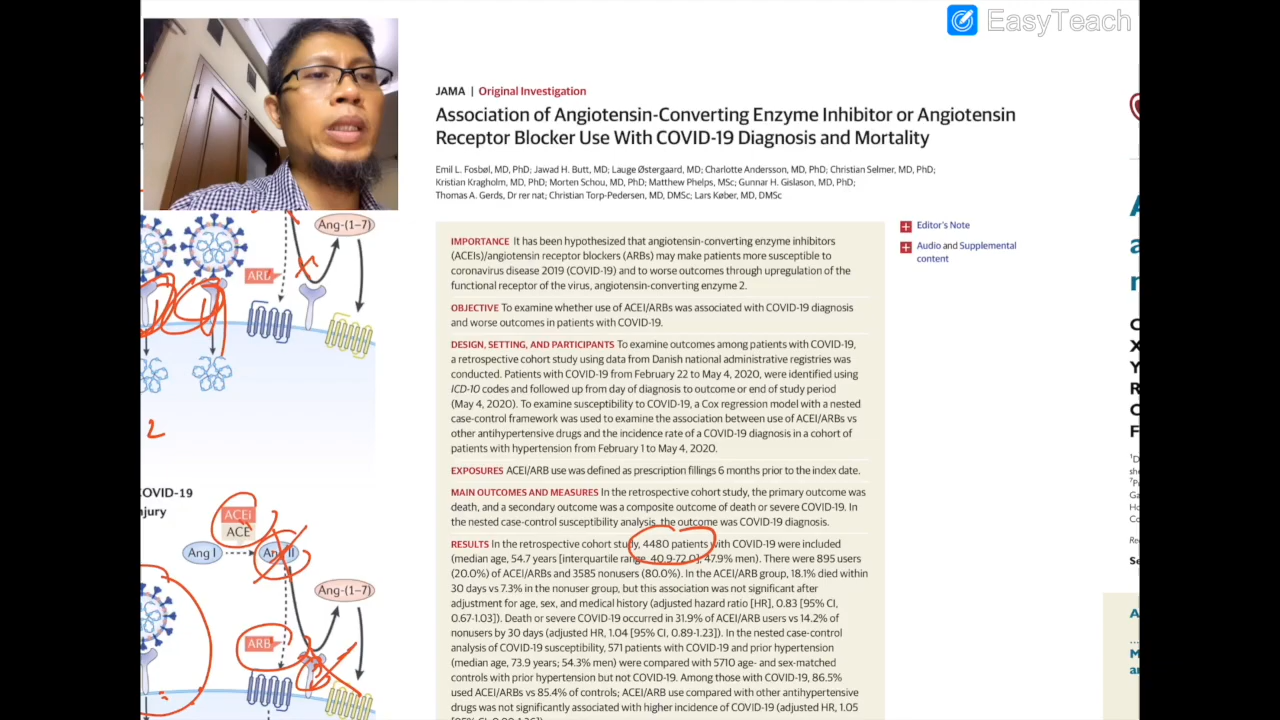 EasyTeach
JAMA | Original Investigation
Association of Angiotensin-Converting Enzyme Inhibitor or Angiotensin
Receptor Blocker Use With COVID-19 Diagnosis and Mortality
Emil L. Fosbøl, MD, PhD; Jawad H. Butt, MD; Lauge Østergaard, MD; Charlotte Andersson, MD, PhD; Christian Selmer, MD, PhD;
Kristian Kragholm, MD, PhD; Morten Schou, MD, PhD; Matthew Phelps, MSc; Gunnar H. Gislason, MD, PhD;
Thomas A. Gerds, Dr rer nat; Christian Torp-Pedersen, MD, DMSc; Lars Køber, MD, DMSc
IMPORTANCE It has been hypothesized that angiotensin-converting enzyme inhibitors
(ACEIs)/angiotensin receptor blockers (ARBs) may make patients more susceptible to
coronavirus disease 2019 (COVID-19) and to worse outcomes through upregulation of the
functional receptor of the virus, angiotensin-converting enzyme 2.
OBJECTIVE To examine whether use of ACEI/ARBs was associated with COVID-19 diagnosis
and worse outcomes in patients with COVID-19.
DESIGN, SETTING, AND PARTICIPANTS To examine outcomes among patients with COVID-19,
a retrospective cohort study using data from Danish national administrative registries was
conducted. Patients with COVID-19 from February 22 to May 4, 2020, were identified using
ICD-10 codes and followed up from day of diagnosis to outcome or end of study period
(May 4, 2020). To examine susceptibility to COVID-19, a Cox regression model with a nested
case-control framework was used to examine the association between use of ACEI/ARBs vs
other antihypertensive drugs and the incidence rate of a COVID-19 diagnosis in a cohort of
patients with hypertension from February 1 to May 4, 2020.
EXPOSURES ACEI/ARB use was defined as prescription fillings 6 months prior to the index date.
MAIN OUTCOMES AND MEASURES In the retrospective cohort study, the primary outcome was
death, and a secondary outcome was a composite outcome of death or severe COVID-19. In
the nested case-control susceptibility analysis, the outcome was COVID-19 diagnosis.
RESULTS In the retrospective cohort study, 4480 patients with COVID-19 were included
(median age, 54.7 years [interquartile range, 40.9-72.0]; 47.9% men). There were 895 users
(20.0%) of ACEI/ARBs and 3585 nonusers (80.0%). In the ACEI/ARB group, 18.1% died within
30 days vs 7.3% in the nonuser group, but this association was not significant after
adjustment for age, sex, and medical history (adjusted hazard ratio [HR], 0.83 [95% CI,
0.67-1.03]). Death or severe COVID-19 occurred in 31.9% of ACEI/ARB users vs 14.2% of
nonusers by 30 days (adjusted HR, 1.04 [95% CI, 0.89-1.23]). In the nested case-control
analysis of COVID-19 susceptibility, 571 patients with COVID-19 and prior hypertension
(median age, 73.9 years; 54.3% men) were compared with 5710 age- and sex-matched
controls with prior hypertension but not COVID-19. Among those with COVID-19, 86.5%
used ACEI/ARBs vs 85.4% of controls; ACEI/ARB use compared with other antihypertensive
drugs was not significantly associated with higher incidence of COVID-19 (adjusted HR, 1.05
Editor's Note
Audio and Supplemental
content
Ang-(1–7)
2
OVID-19
njury
ACEi
ACE
Ang I
Ang-(1–7)
ARB